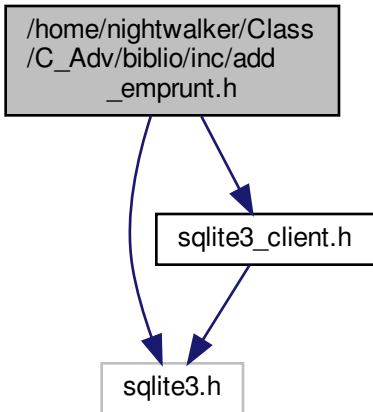 /home/nightwalker/Class
/C_Adv/biblio/inc/add
_emprunt.h
sqlite3_client.h
sqlite3.h